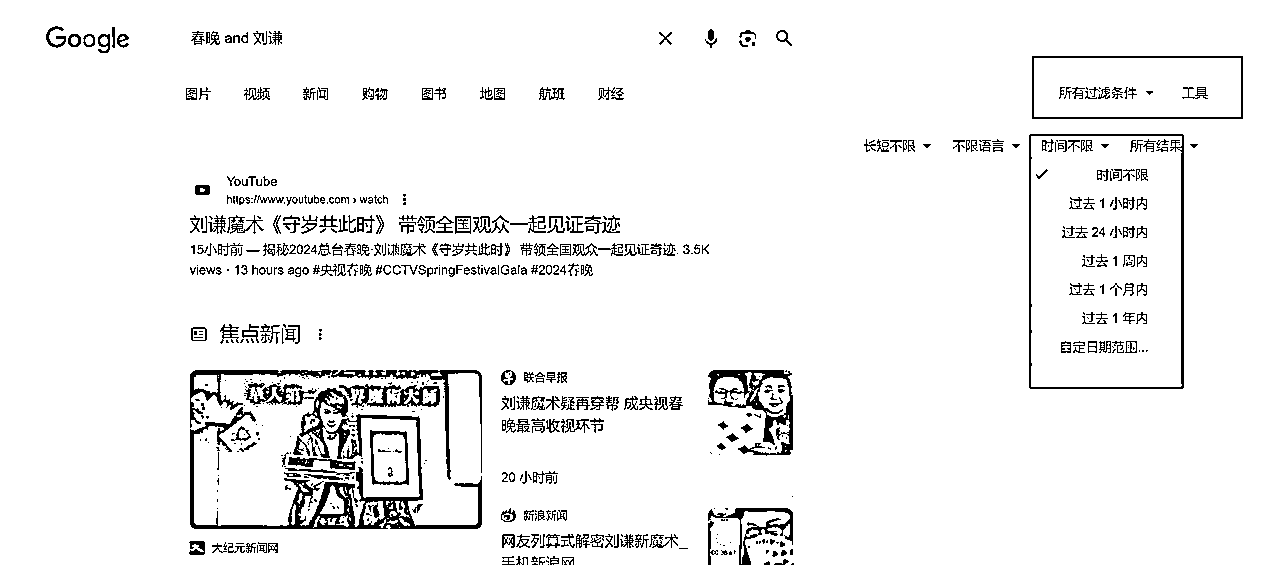 Google
春晚 and 刘谦
图片 视频 新闻 购物 图书 地图 航班 财经
所有过滤条件 工具
长短不限 不限语言 时间不限 所有结果
时间不限
过去 1 小时内
过去 24 小时内
过去 1 周内
过去 1 个月内
过去 1 年内
自定日期范围...
YouTube
https://www.youtube.com › watch
刘谦魔术《守岁共此时》 带领全国观众一起见证奇迹
15小时前 — 揭秘2024总台春晚·刘谦魔术《守岁共此时》 带领全国观众一起见证奇迹. 3.5K
views · 13 hours ago #央视春晚 #CCTVSpringFestivalGala #2024春晚
焦点新闻
華人第一 界魔術大師
大纪元新闻网
联合早报
刘谦魔术疑再穿帮 成央视春
晚最高收视环节
20 小时前
新浪新闻
网友列算式解密刘谦新魔术_
手机新浪网